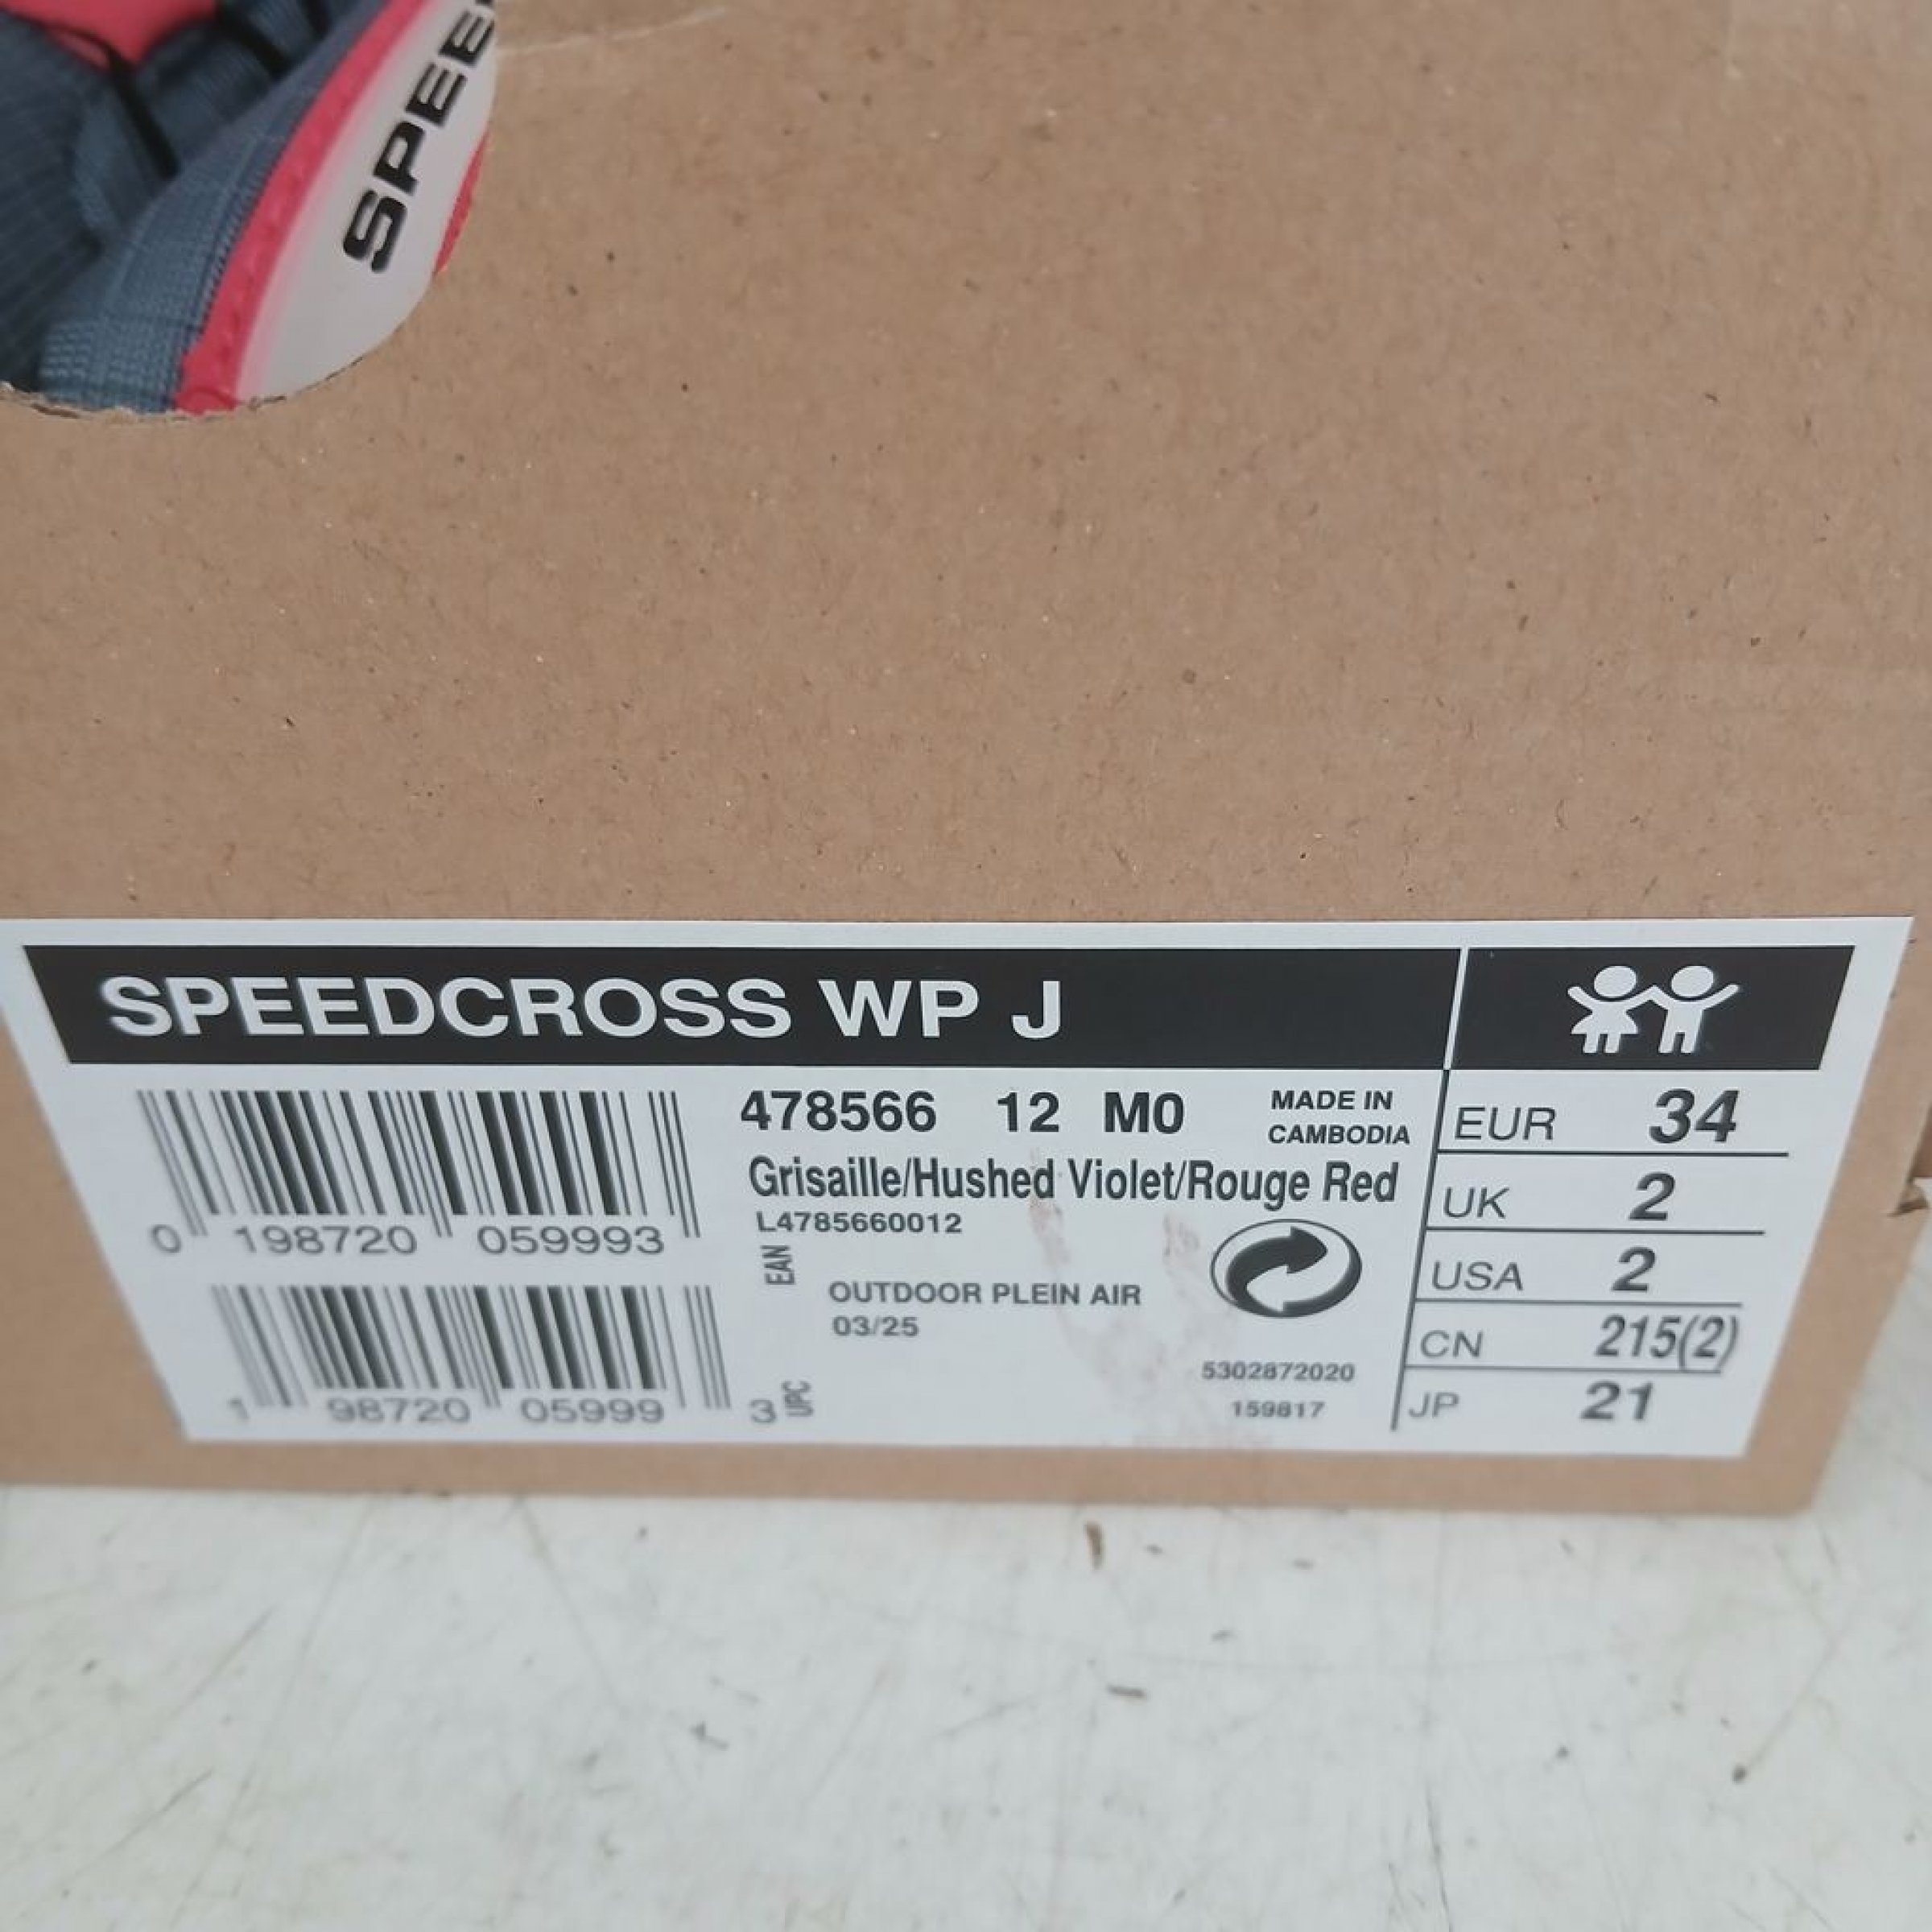 SPEE
SPEEDCROSS WP J
478566 12 M0
MADE IN
CAMBODIA
Grisaille/Hushed Violet/Rouge Red
L4785660012
0 198720 059993
EAN
OUTDOOR PLEIN AIR
03/25
1 98720 05999 3
UPC
5302872020
159817
EUR 34
UK 2
USA 2
CN 215(2)
JP 21